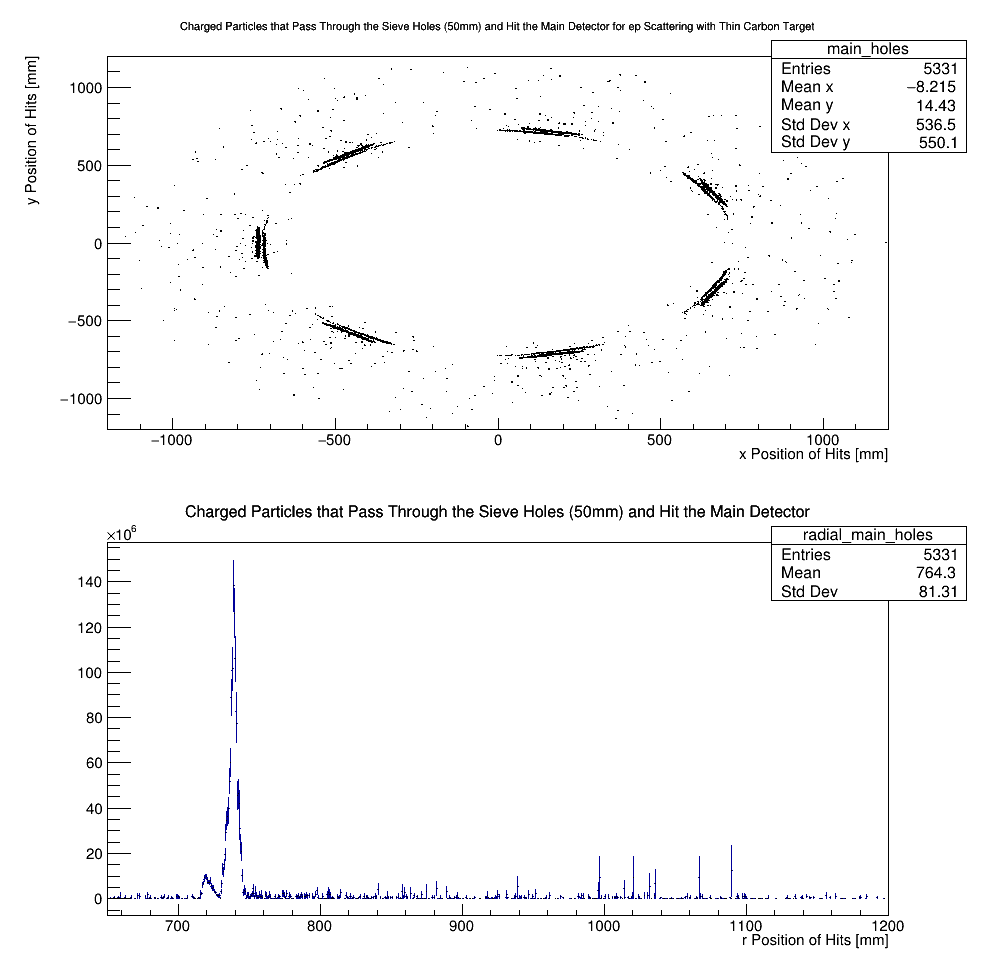 Charged Particles that Pass Through the Sieve Holes (50mm) and Hit the Main Detector for ep Scattering with Thin Carbon Target
main_holes
Entries 5331
Mean x −8.215
Mean y 14.43
Std Dev x 536.5
Std Dev y 550.1
y Position of Hits [mm]
1000
500
0
−500
−1000
−1000 −500 0 500 1000
x Position of Hits [mm]
Charged Particles that Pass Through the Sieve Holes (50mm) and Hit the Main Detector
×10⁶
radial_main_holes
Entries 5331
Mean 764.3
Std Dev 81.31
140
120
100
80
60
40
20
0
700 800 900 1000 1100 1200
r Position of Hits [mm]